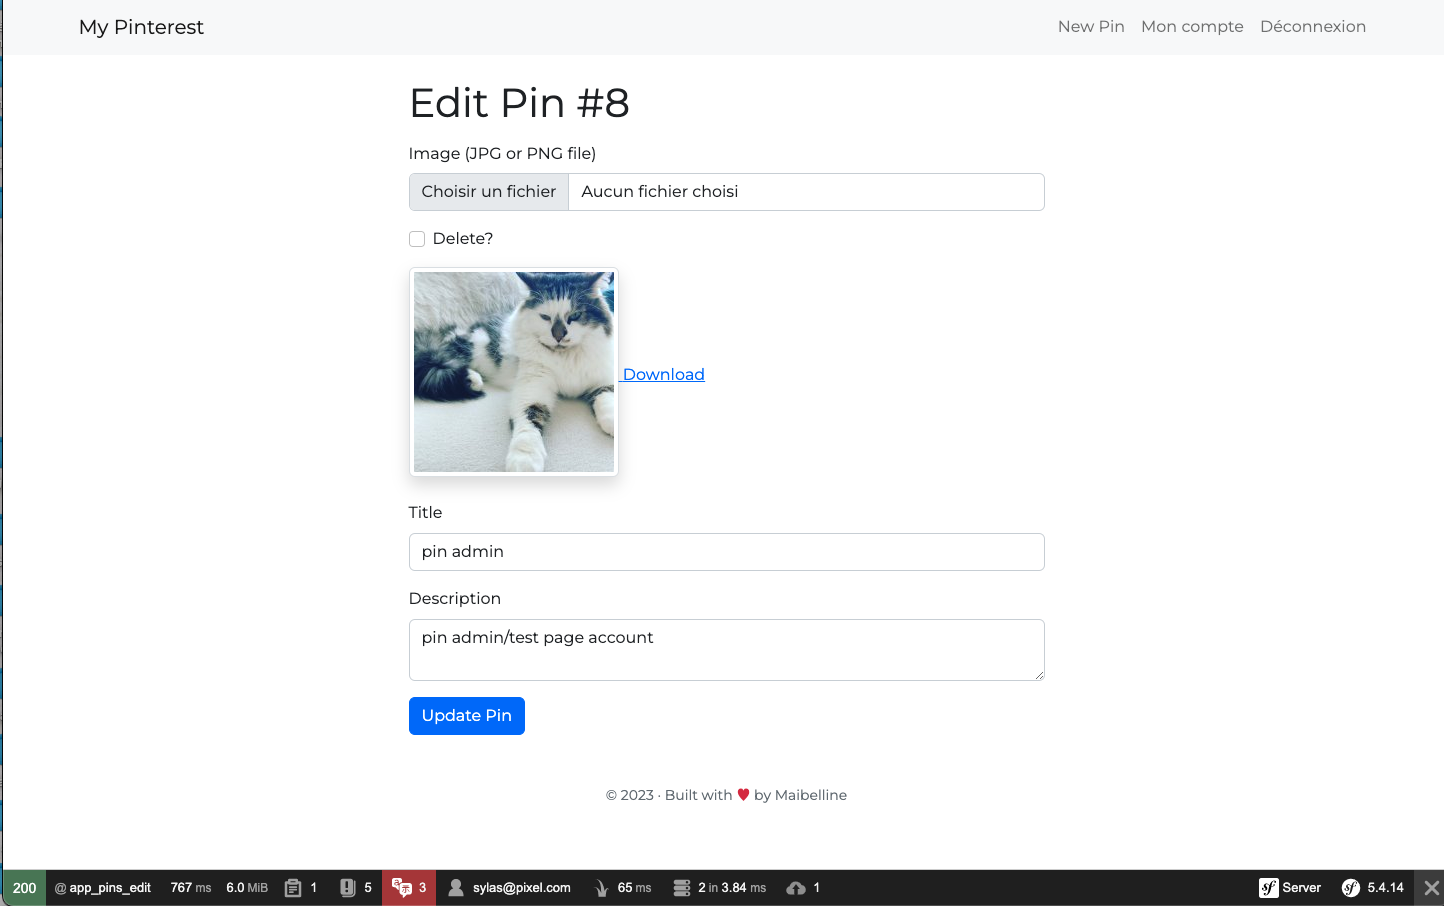 My Pinterest
New Pin Mon compte Déconnexion
Edit Pin #8
Image (JPG or PNG file)
Choisir un fichier Aucun fichier choisi
Delete?
Download
Title
pin admin
Description
pin admin/test page account
Update Pin
© 2023 · Built with ♥ by Maibelline
200 @ app_pins_edit 767 ms 6.0 MiB 1 5 3 sylas@pixel.com 65 ms 2 in 3.84 ms 1 Server 5.4.14